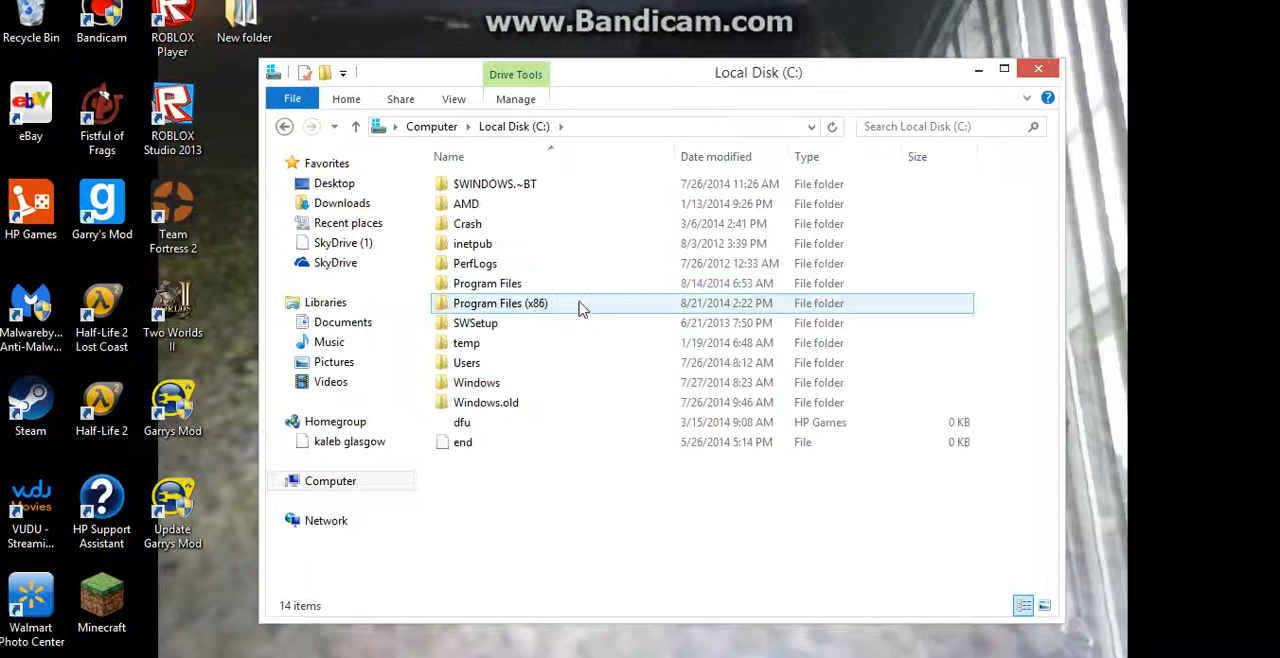 www.Bandicam.com
Recycle Bin
Bandicam
ROBLOX Player
New folder
eBay
Fistful of Frags
ROBLOX Studio 2013
HP Games
Garry's Mod
Team Fortress 2
Malwareby... Anti-Malw...
Half-Life 2 Lost Coast
Two Worlds II
Steam
Half-Life 2
Garrys Mod
VUDU - Streami...
HP Support Assistant
Update Garrys Mod
Walmart Photo Center
Minecraft
Drive Tools
Local Disk (C:)
File
Home
Share
View
Manage
Computer
Local Disk (C:)
Search Local Disk (C:)
Favorites
Desktop
Downloads
Recent places
SkyDrive (1)
SkyDrive
Libraries
Documents
Music
Pictures
Videos
Homegroup
kaleb glasgow
Computer
Network
Name Date modified Type Size
$WINDOWS.~BT 7/26/2014 11:26 AM File folder
AMD 1/13/2014 9:26 PM File folder
Crash 3/6/2014 2:41 PM File folder
inetpub 8/3/2012 3:39 PM File folder
PerfLogs 7/26/2012 12:33 AM File folder
Program Files 8/14/2014 6:53 AM File folder
Program Files (x86) 8/21/2014 2:22 PM File folder
SWSetup 6/21/2013 7:50 PM File folder
temp 1/19/2014 6:48 AM File folder
Users 7/26/2014 8:12 AM File folder
Windows 7/27/2014 8:23 AM File folder
Windows.old 7/26/2014 9:46 AM File folder
dfu 3/15/2014 9:08 AM HP Games 0 KB
end 5/26/2014 5:14 PM File 0 KB
14 items